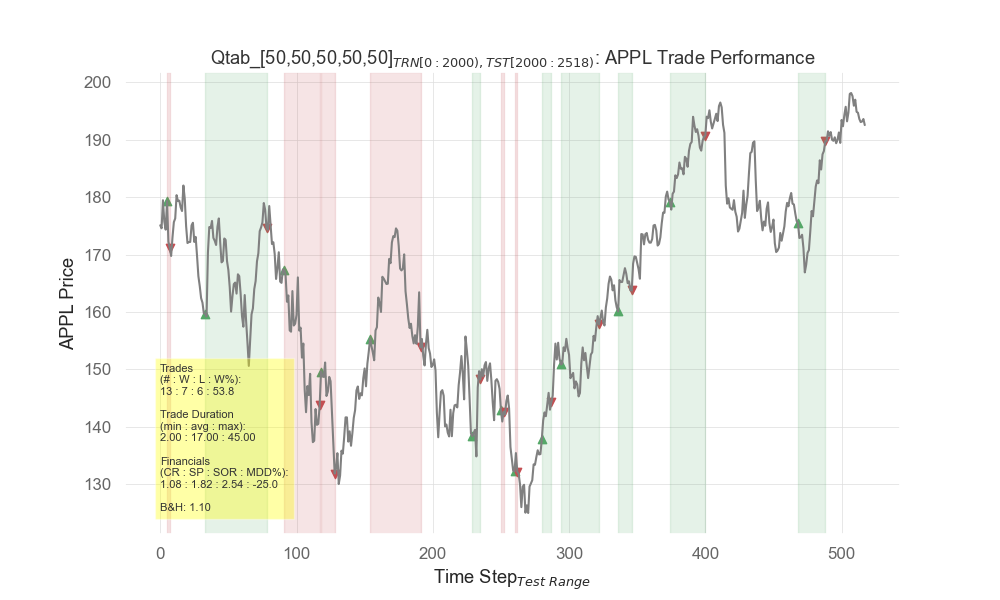 Qtab_[50,50,50,50,50]TRN[0 : 2000), TST[2000 : 2518) : APPL Trade Performance
200
190
180
170
160
150
140
130
APPL Price
Trades
(# : W : L : W%):
13 : 7 : 6 : 53.8
Trade Duration
(min : avg : max):
2.00 : 17.00 : 45.00
Financials
(CR : SP : SOR : MDD%):
1.08 : 1.82 : 2.54 : -25.0
B&H: 1.10
0 100 200 300 400 500
Time Step Test Range